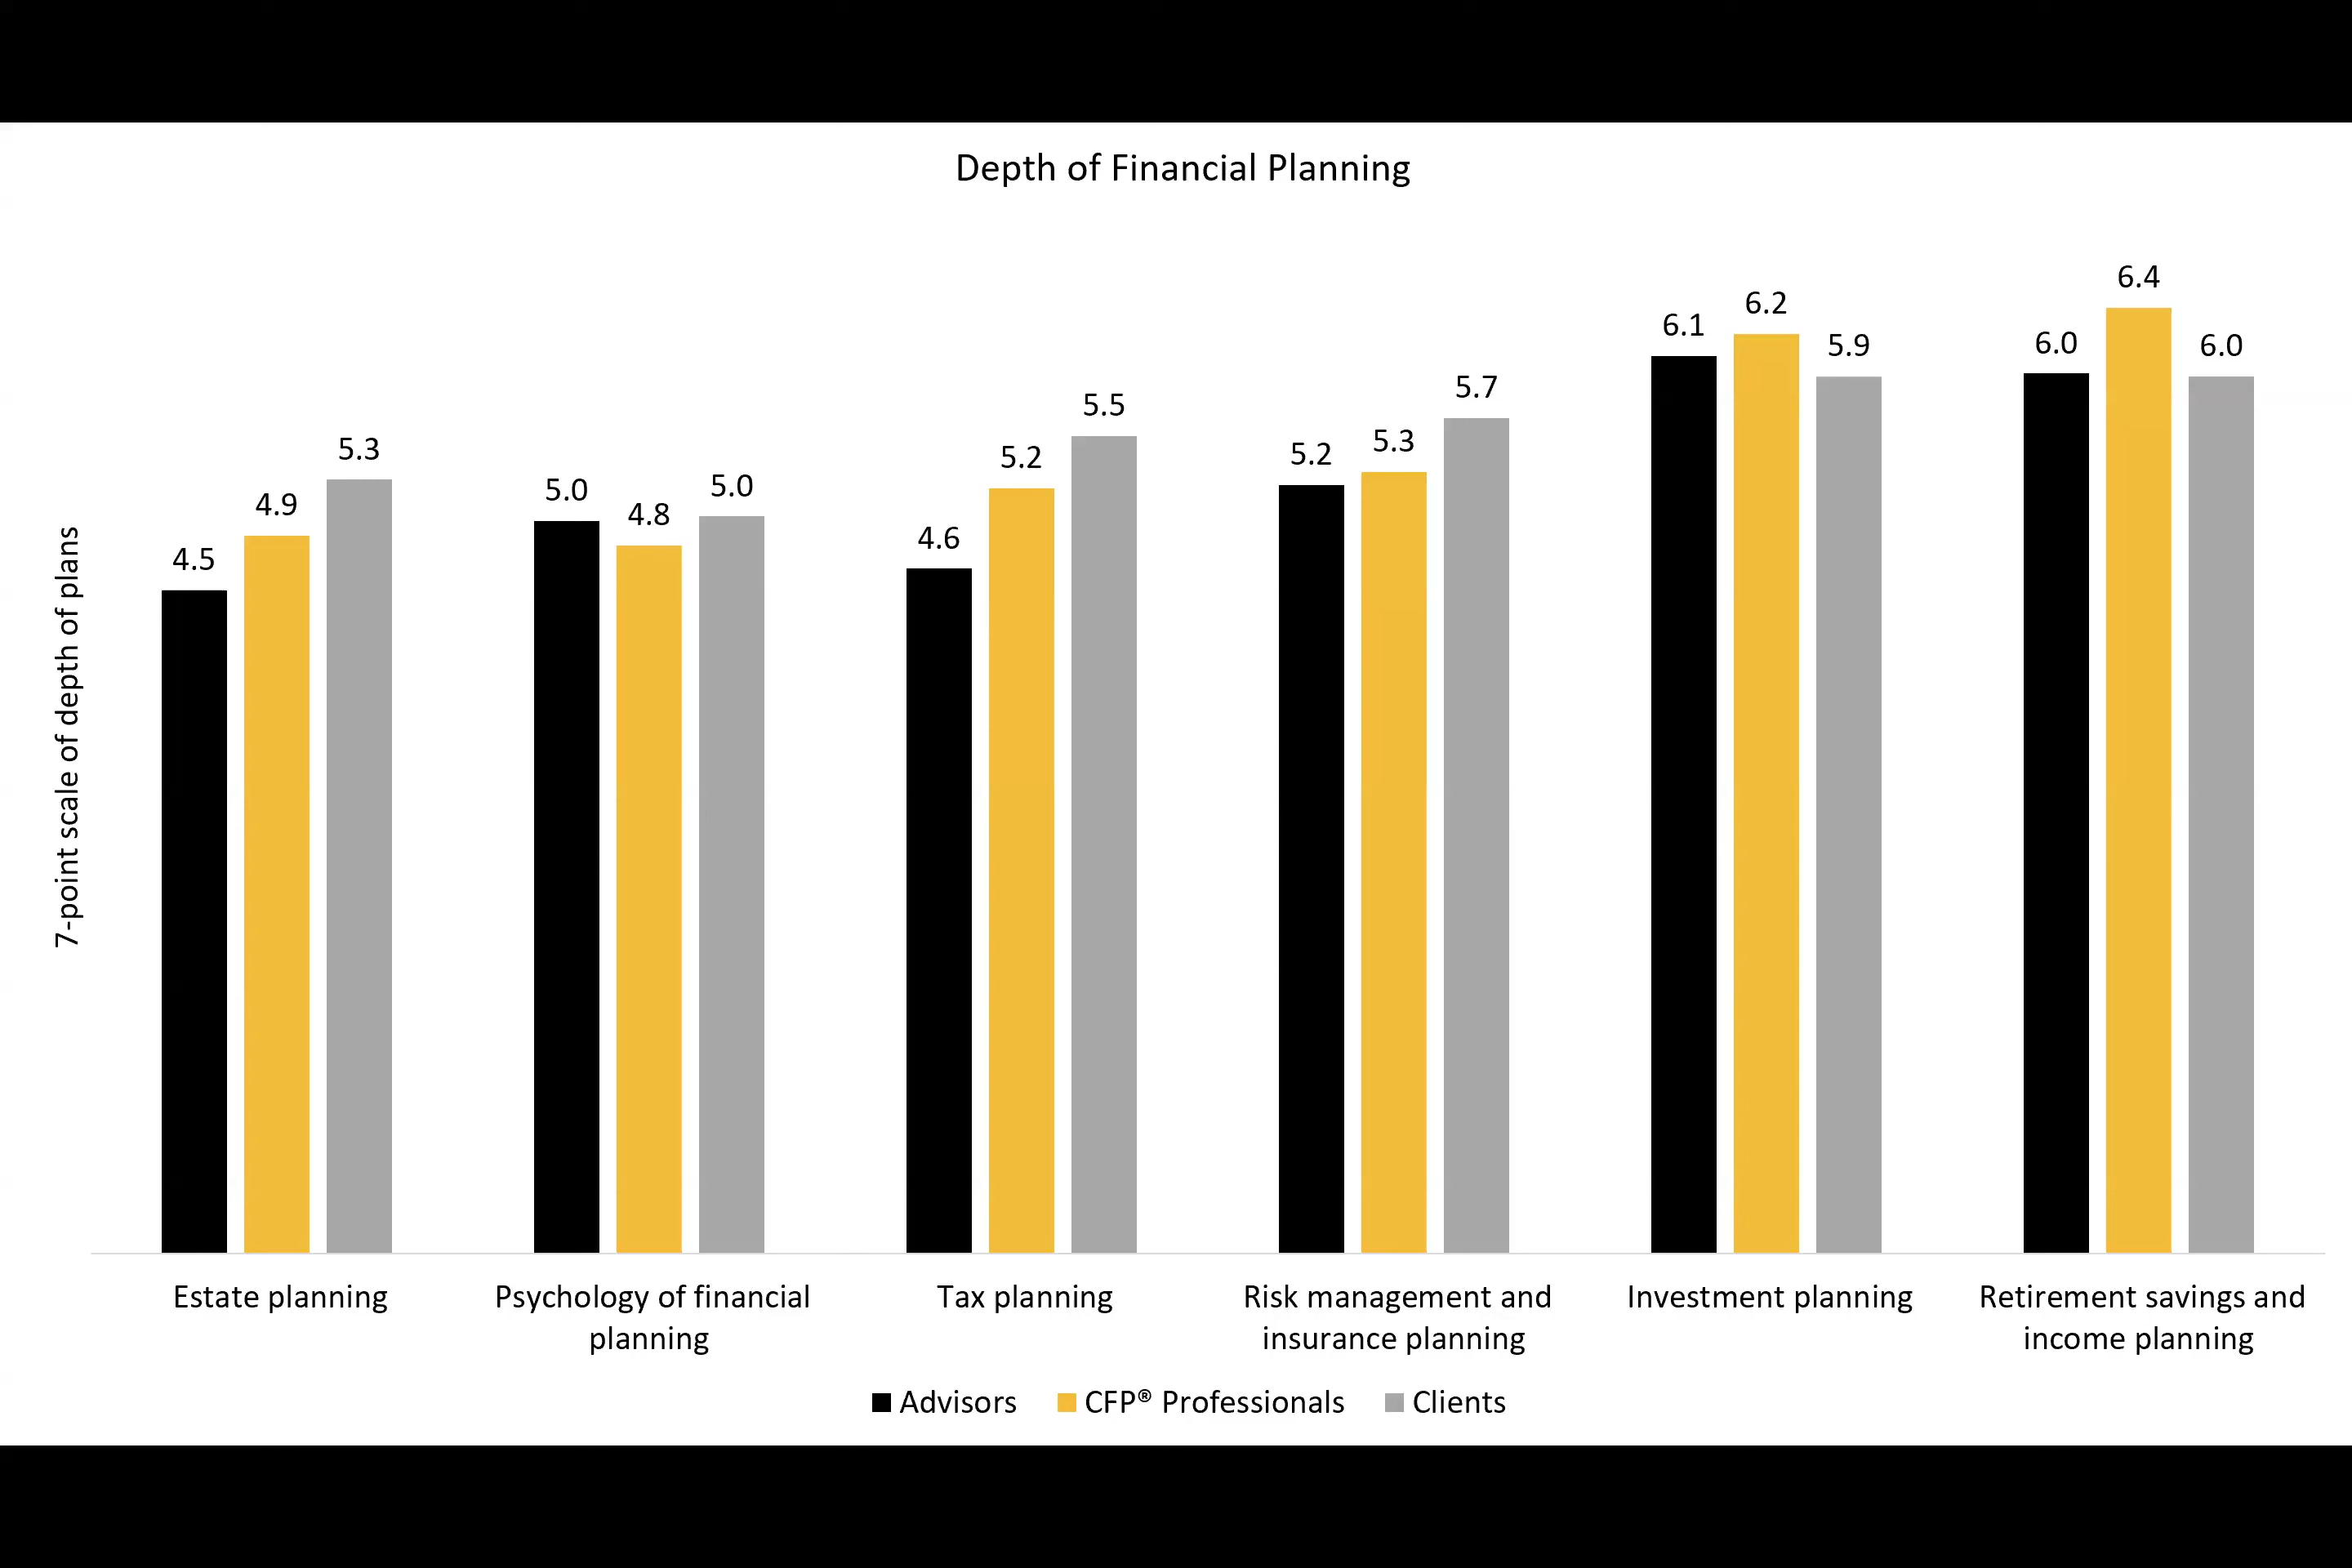 Depth of Financial Planning
7-point scale of depth of plans
4.5
4.9
5.3
5.0
4.8
5.0
4.6
5.2
5.5
5.2
5.3
5.7
6.1
6.2
5.9
6.0
6.4
6.0
Estate planning
Psychology of financial
planning
Tax planning
Risk management and
insurance planning
Investment planning
Retirement savings and
income planning
Advisors
CFP® Professionals
Clients